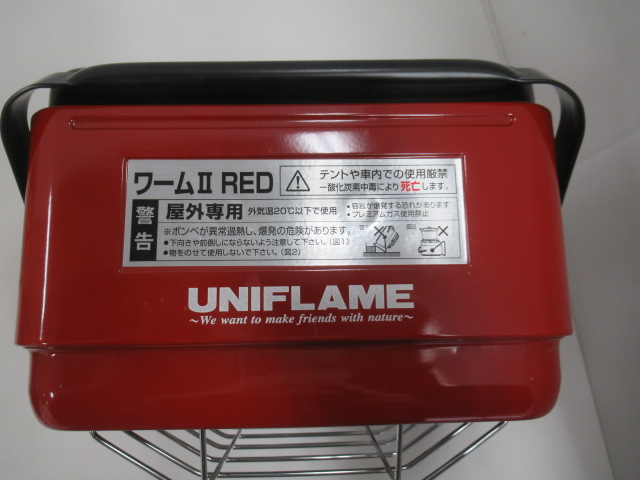 ワームⅡ RED
テントや車内での使用厳禁
一酸化炭素中毒により死亡します。
警告
屋外専用 外気温20℃以下で使用
・容器が爆発する恐れがあります
・プレミアムガス使用禁止
※ボンベが異常過熱し、爆発の危険があります。
●下向きや前倒しにならないよう注意して下さい。(図1)
●物をのせて使用しないで下さい。(図2)
図1
図2
UNIFLAME
~We want to make friends with nature~